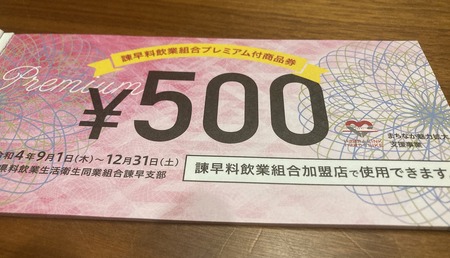 諫早料飲業組合プレミアム付商品券
Premium
¥500
まちなか魅力拡大
支援事業
令和4年9月1日(木)~12月31日(土)
県料飲業生活衛生同業組合諫早支部
諫早料飲業組合加盟店で使用できます